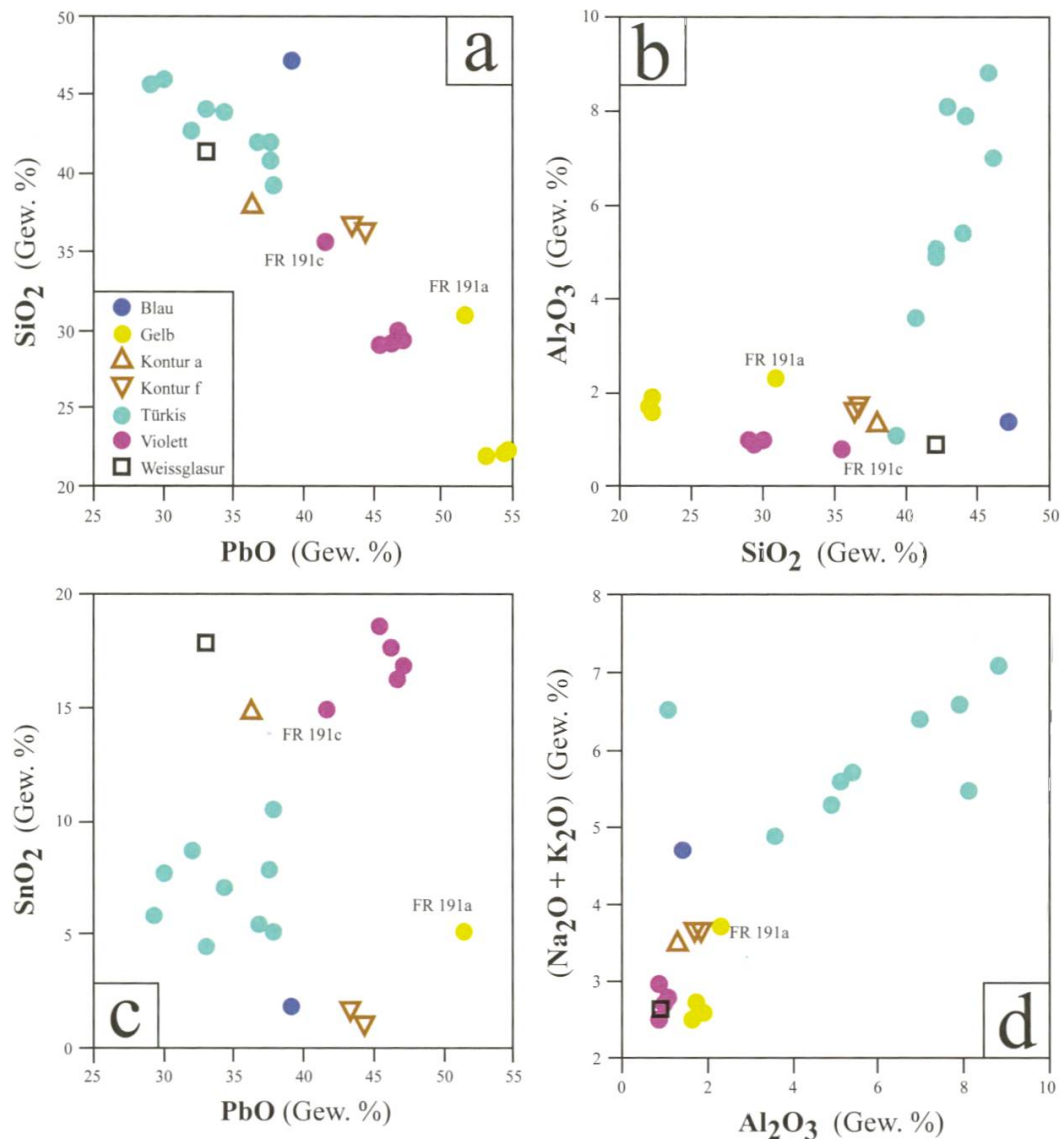 a
50
45
40
35
30
25
20
SiO2 (Gew. %)
FR 191c
FR 191a
Blau
Gelb
Kontur a
Kontur f
Türkis
Violett
Weissglasur
25 30 35 40 45 50 55
PbO (Gew. %)
b
10
8
6
4
2
0
Al2O3 (Gew. %)
FR 191a
FR 191c
20 25 30 35 40 45 50
SiO2 (Gew. %)
c
20
15
10
5
0
SnO2 (Gew. %)
FR 191c
FR 191a
25 30 35 40 45 50 55
PbO (Gew. %)
d
8
7
6
5
4
3
2
(Na2O + K2O) (Gew. %)
FR 191a
0 2 4 6 8 10
Al2O3 (Gew. %)